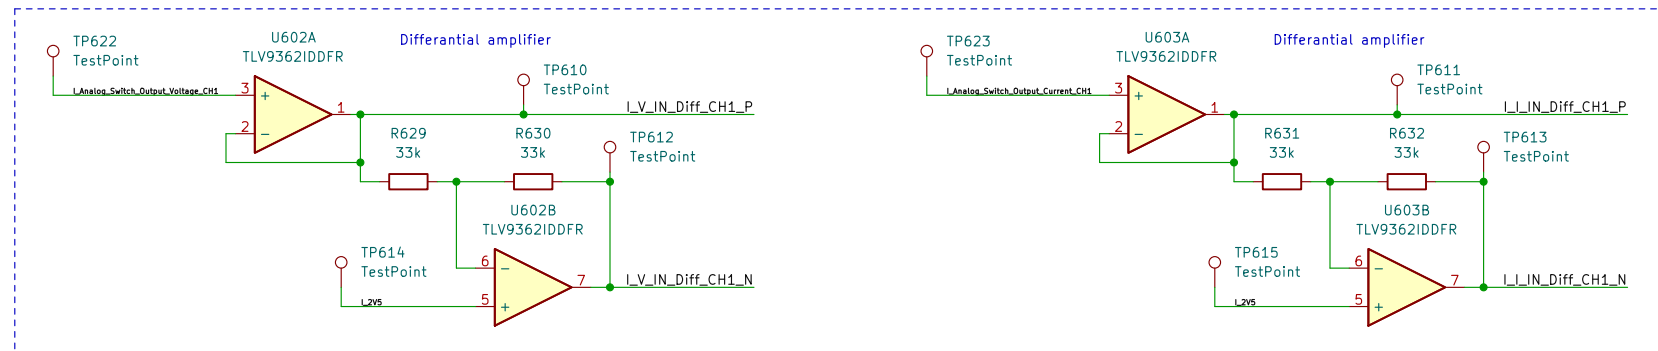 TP622
TestPoint
U602A
TLV9362IDDFR
Differantial amplifier
TP610
TestPoint
I_Analog_Switch_Output_Voltage_CH1
3
+
1
2
−
I_V_IN_Diff_CH1_P
R629
33k
R630
33k
TP612
TestPoint
U602B
TLV9362IDDFR
TP614
TestPoint
6
−
7
5
+
I_2V5
I_V_IN_Diff_CH1_N
TP623
TestPoint
U603A
TLV9362IDDFR
Differantial amplifier
TP611
TestPoint
I_Analog_Switch_Output_Current_CH1
3
+
1
2
−
I_I_IN_Diff_CH1_P
R631
33k
R632
33k
TP613
TestPoint
U603B
TLV9362IDDFR
TP615
TestPoint
6
−
7
5
+
I_2V5
I_I_IN_Diff_CH1_N